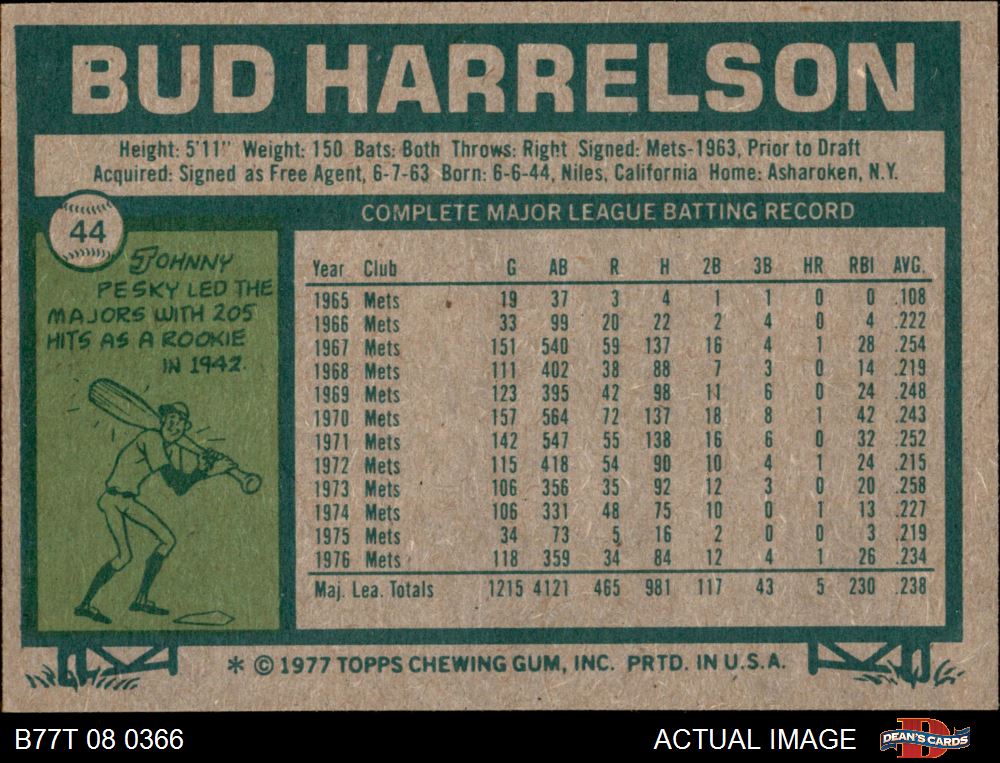 BUD HARRELSON
Height: 5'11" Weight: 150 Bats: Both Throws: Right Signed: Mets-1963, Prior to Draft
Acquired: Signed as Free Agent, 6-7-63 Born: 6-6-44, Niles, California Home: Asharoken, N.Y.
44
JOHNNY
PESKY LED THE
MAJORS WITH 205
HITS AS A ROOKIE
IN 1942.
COMPLETE MAJOR LEAGUE BATTING RECORD
Year Club G AB R H 2B 3B HR RBI AVG.
1965 Mets 19 37 3 4 1 1 0 0 .108
1966 Mets 33 99 20 22 2 4 0 4 .222
1967 Mets 151 540 59 137 16 4 1 28 .254
1968 Mets 111 402 38 88 7 3 0 14 .219
1969 Mets 123 395 42 98 11 6 0 24 .248
1970 Mets 157 564 72 137 18 8 1 42 .243
1971 Mets 142 547 55 138 16 6 0 32 .252
1972 Mets 115 418 54 90 10 4 1 24 .215
1973 Mets 106 356 35 92 12 3 0 20 .258
1974 Mets 106 331 48 75 10 0 1 13 .227
1975 Mets 34 73 5 16 2 0 0 3 .219
1976 Mets 118 359 34 84 12 4 1 26 .234
Maj. Lea. Totals 1215 4121 465 981 117 43 5 230 .238
* © 1977 TOPPS CHEWING GUM, INC. PRTD. IN U.S.A.
B77T 08 0366
ACTUAL IMAGE
D
DEAN'S CARDS